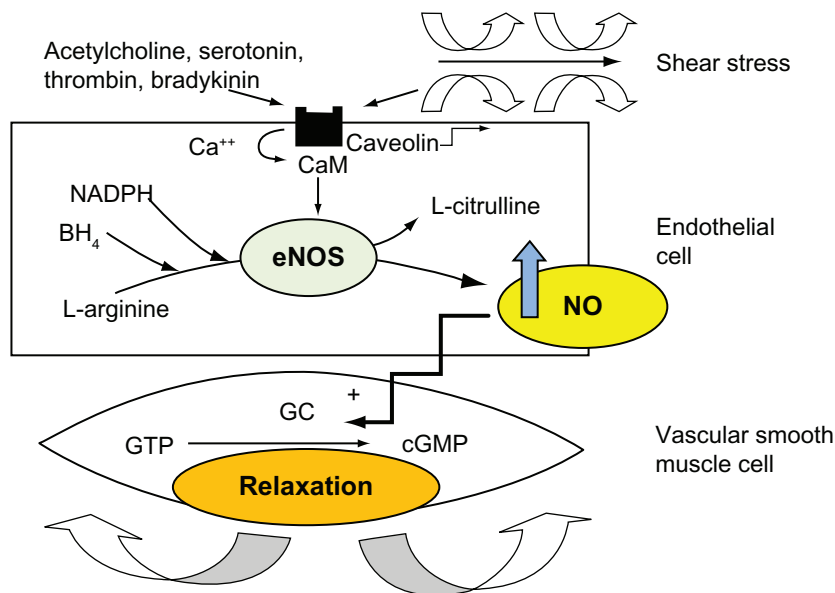 Acetylcholine, serotonin,
thrombin, bradykinin
Shear stress
Ca⁺⁺
Caveolin
CaM
NADPH
BH₄
L-arginine
eNOS
L-citrulline
NO
Endothelial
cell
+
GC
GTP
cGMP
Relaxation
Vascular smooth
muscle cell